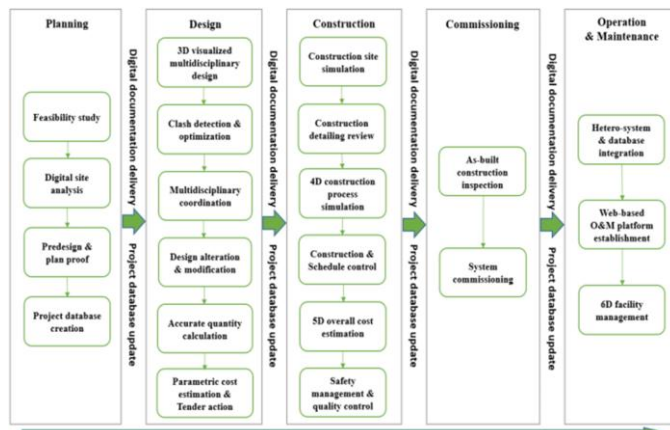 Planning
Feasibility study
Digital site
analysis
Predesign &
plan proof
Project database
creation
Digital documentation delivery
Project database update
Design
3D visualized
multidisciplinary
design
Clash detection &
optimization
Multidisciplinary
coordination
Design alteration
& modification
Accurate quantity
calculation
Parametric cost
estimation &
Tender action
Digital documentation delivery
Project database update
Construction
Construction site
simulation
Construction
detailing review
4D construction
process
simulation
Construction &
Schedule control
5D overall cost
estimation
Safety
management &
quality control
Digital documentation delivery
Project database update
Commissioning
As-built
construction
inspection
System
commissioning
Digital documentation delivery
Project database update
Operation
& Maintenance
Hetero-system
& database
integration
Web-based
O&M platform
establishment
6D facility
management